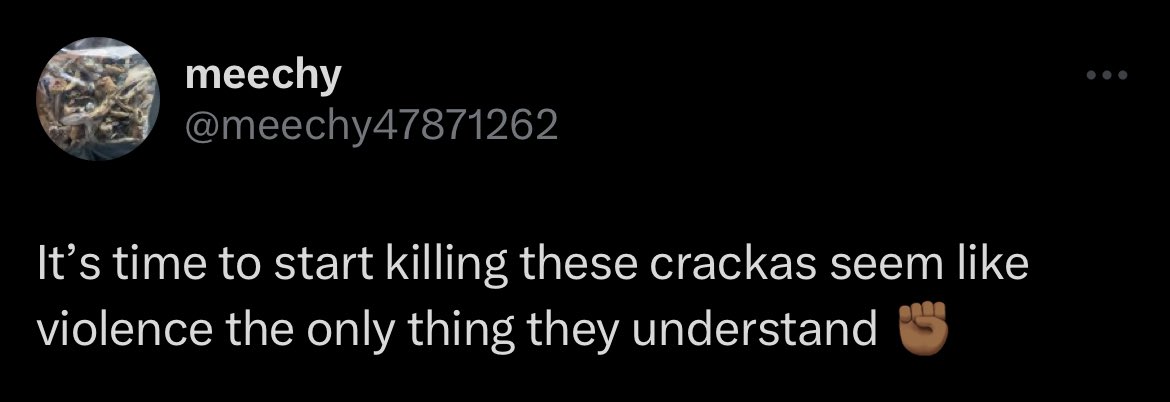 meechy
@meechy47871262
It’s time to start killing these crackas seem like
violence the only thing they understand ✊🏾